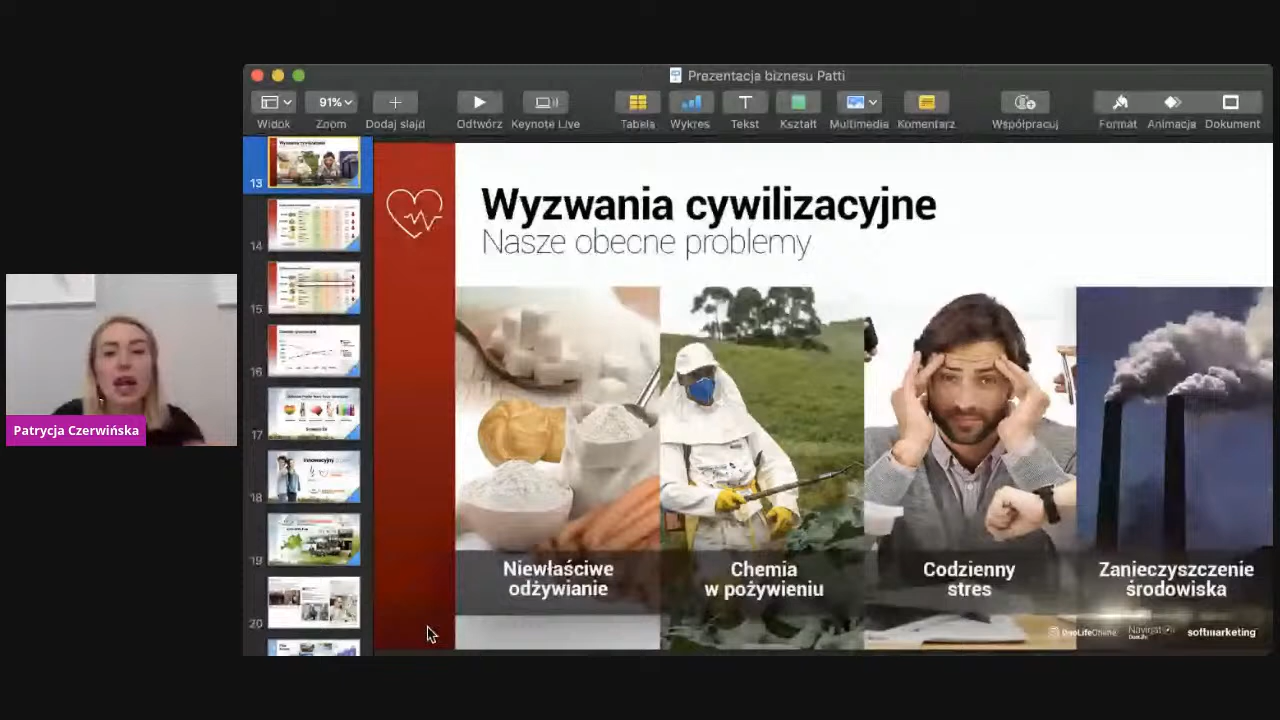 Prezentacja biznesu Patti
91%
Widok
Zoom
Dodaj slajd
Odtwórz
Keynote Live
Tabela
Wykres
Tekst
Kształt
Multimedia
Komentarz
Współpracuj
Format
Animacja
Dokument
13
14
15
16
17
18
19
20
Wyzwania cywilizacyjne
Nasze obecne problemy
Niewłaściwe
odżywianie
Chemia
w pożywieniu
Codzienny
stres
Zanieczyszczenie
środowiska
softmarketing
Patrycja Czerwińska